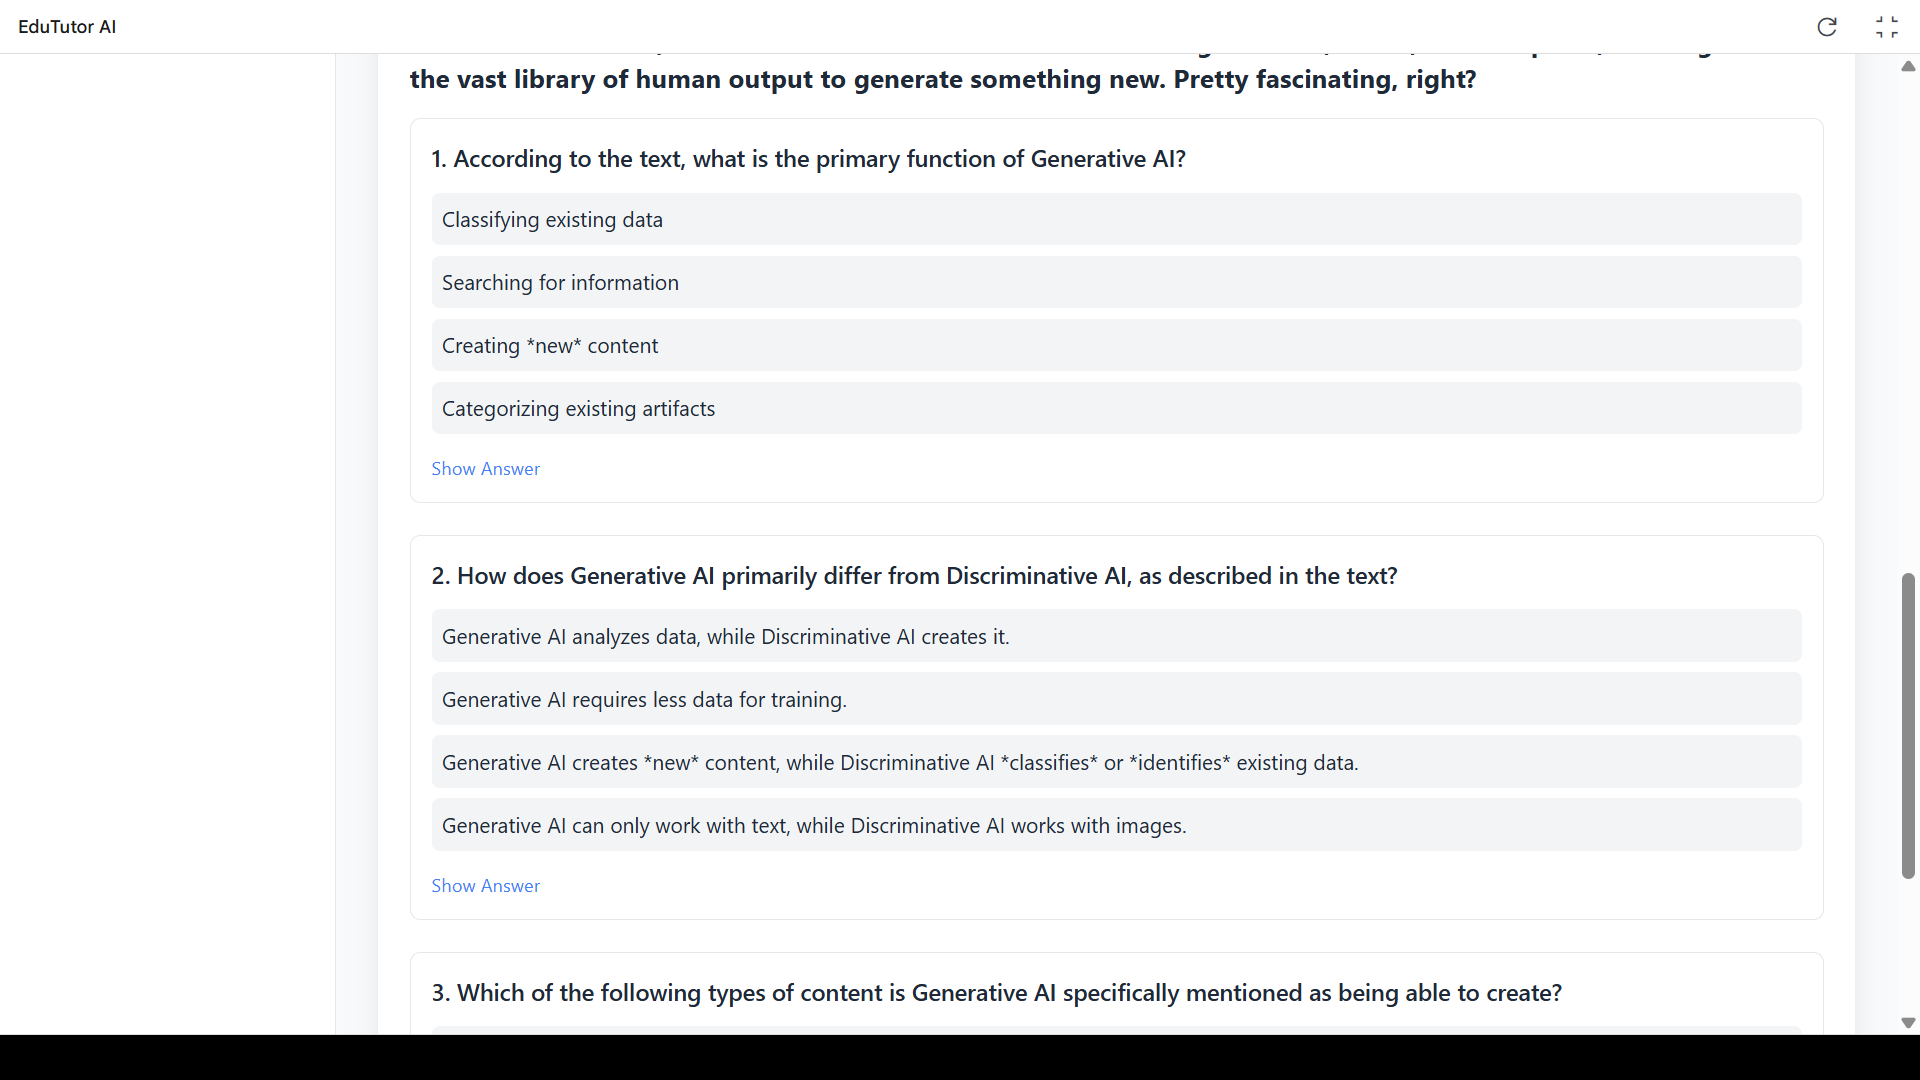 EduTutor AI
the vast library of human output to generate something new. Pretty fascinating, right?
1. According to the text, what is the primary function of Generative AI?
Classifying existing data
Searching for information
Creating *new* content
Categorizing existing artifacts
Show Answer
2. How does Generative AI primarily differ from Discriminative AI, as described in the text?
Generative AI analyzes data, while Discriminative AI creates it.
Generative AI requires less data for training.
Generative AI creates *new* content, while Discriminative AI *classifies* or *identifies* existing data.
Generative AI can only work with text, while Discriminative AI works with images.
Show Answer
3. Which of the following types of content is Generative AI specifically mentioned as being able to create?